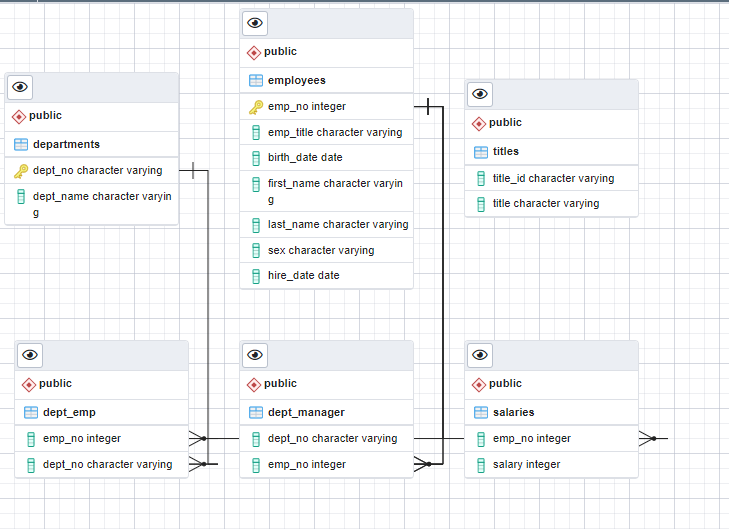 public
departments
dept_no character varying
dept_name character varyin
g
public
employees
emp_no integer
emp_title character varying
birth_date date
first_name character varyin
g
last_name character varying
sex character varying
hire_date date
public
titles
title_id character varying
title character varying
public
dept_emp
emp_no integer
dept_no character varying
public
dept_manager
dept_no character varying
emp_no integer
public
salaries
emp_no integer
salary integer